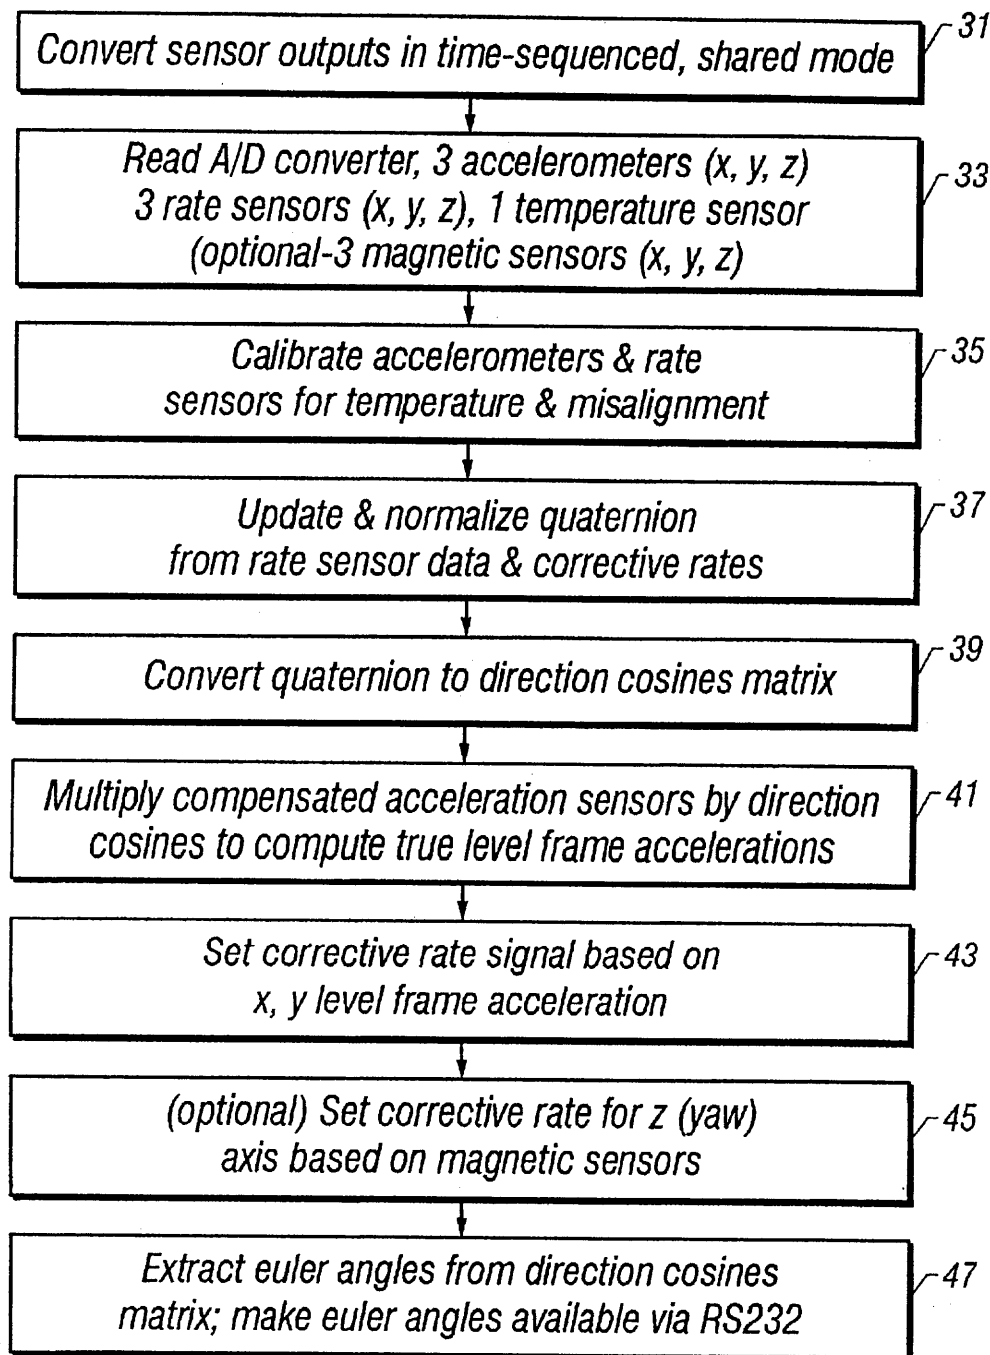 Convert sensor outputs in time-sequenced, shared mode
31
Read A/D converter, 3 accelerometers (x, y, z)
3 rate sensors (x, y, z), 1 temperature sensor
(optional-3 magnetic sensors (x, y, z)
33
Calibrate accelerometers & rate
sensors for temperature & misalignment
35
Update & normalize quaternion
from rate sensor data & corrective rates
37
Convert quaternion to direction cosines matrix
39
Multiply compensated acceleration sensors by direction
cosines to compute true level frame accelerations
41
Set corrective rate signal based on
x, y level frame acceleration
43
(optional) Set corrective rate for z (yaw)
axis based on magnetic sensors
45
Extract euler angles from direction cosines
matrix; make euler angles available via RS232
47